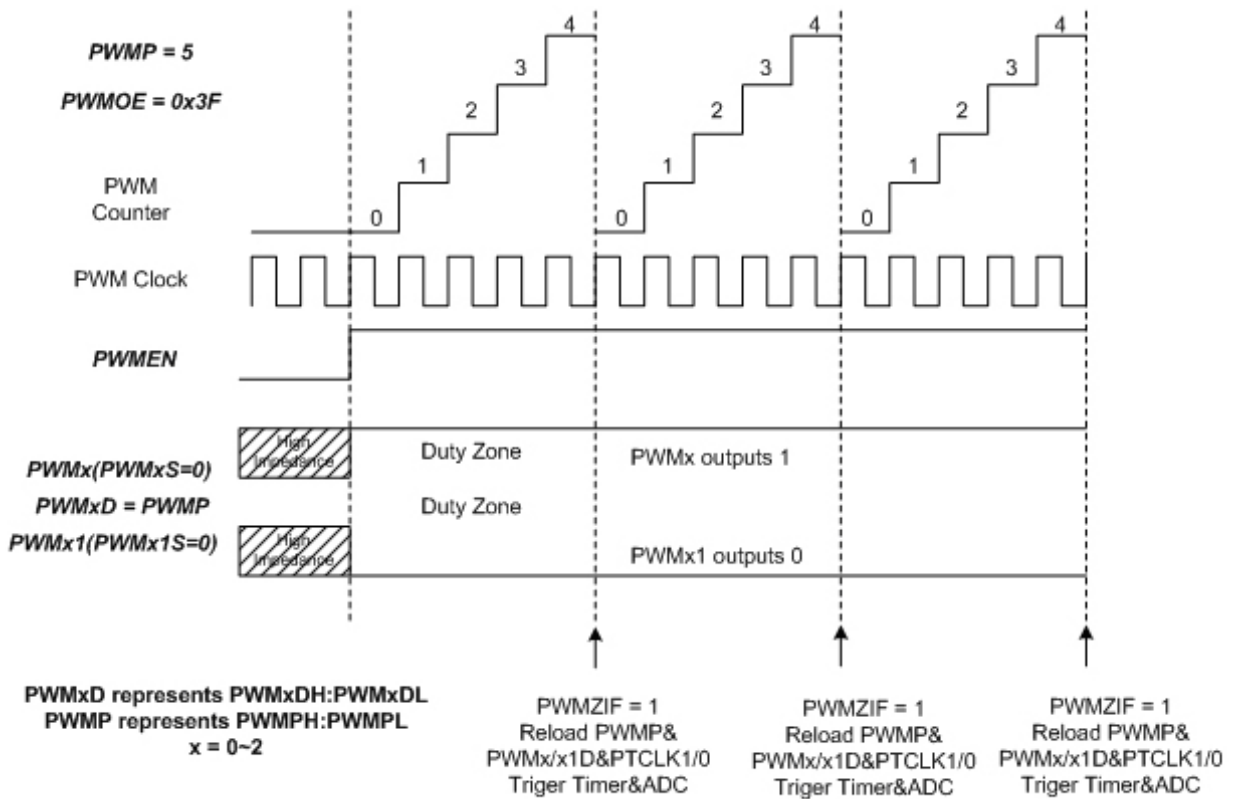 PWMP = 5
PWMOE = 0x3F
PWM
Counter
0
1
2
3
4
0
1
2
3
4
0
1
2
3
4
PWM Clock
PWMEN
High
Impedance
Duty Zone
PWMx outputs 1
PWMx(PWMxS=0)
PWMxD = PWMP
Duty Zone
PWMx1(PWMx1S=0)
High
Impedance
PWMx1 outputs 0
PWMxD represents PWMxDH:PWMxDL
PWMP represents PWMPH:PWMPL
x = 0~2
PWMZIF = 1
Reload PWMP&
PWMx/x1D&PTCLK1/0
Triger Timer&ADC
PWMZIF = 1
Reload PWMP&
PWMx/x1D&PTCLK1/0
Triger Timer&ADC
PWMZIF = 1
Reload PWMP&
PWMx/x1D&PTCLK1/0
Triger Timer&ADC